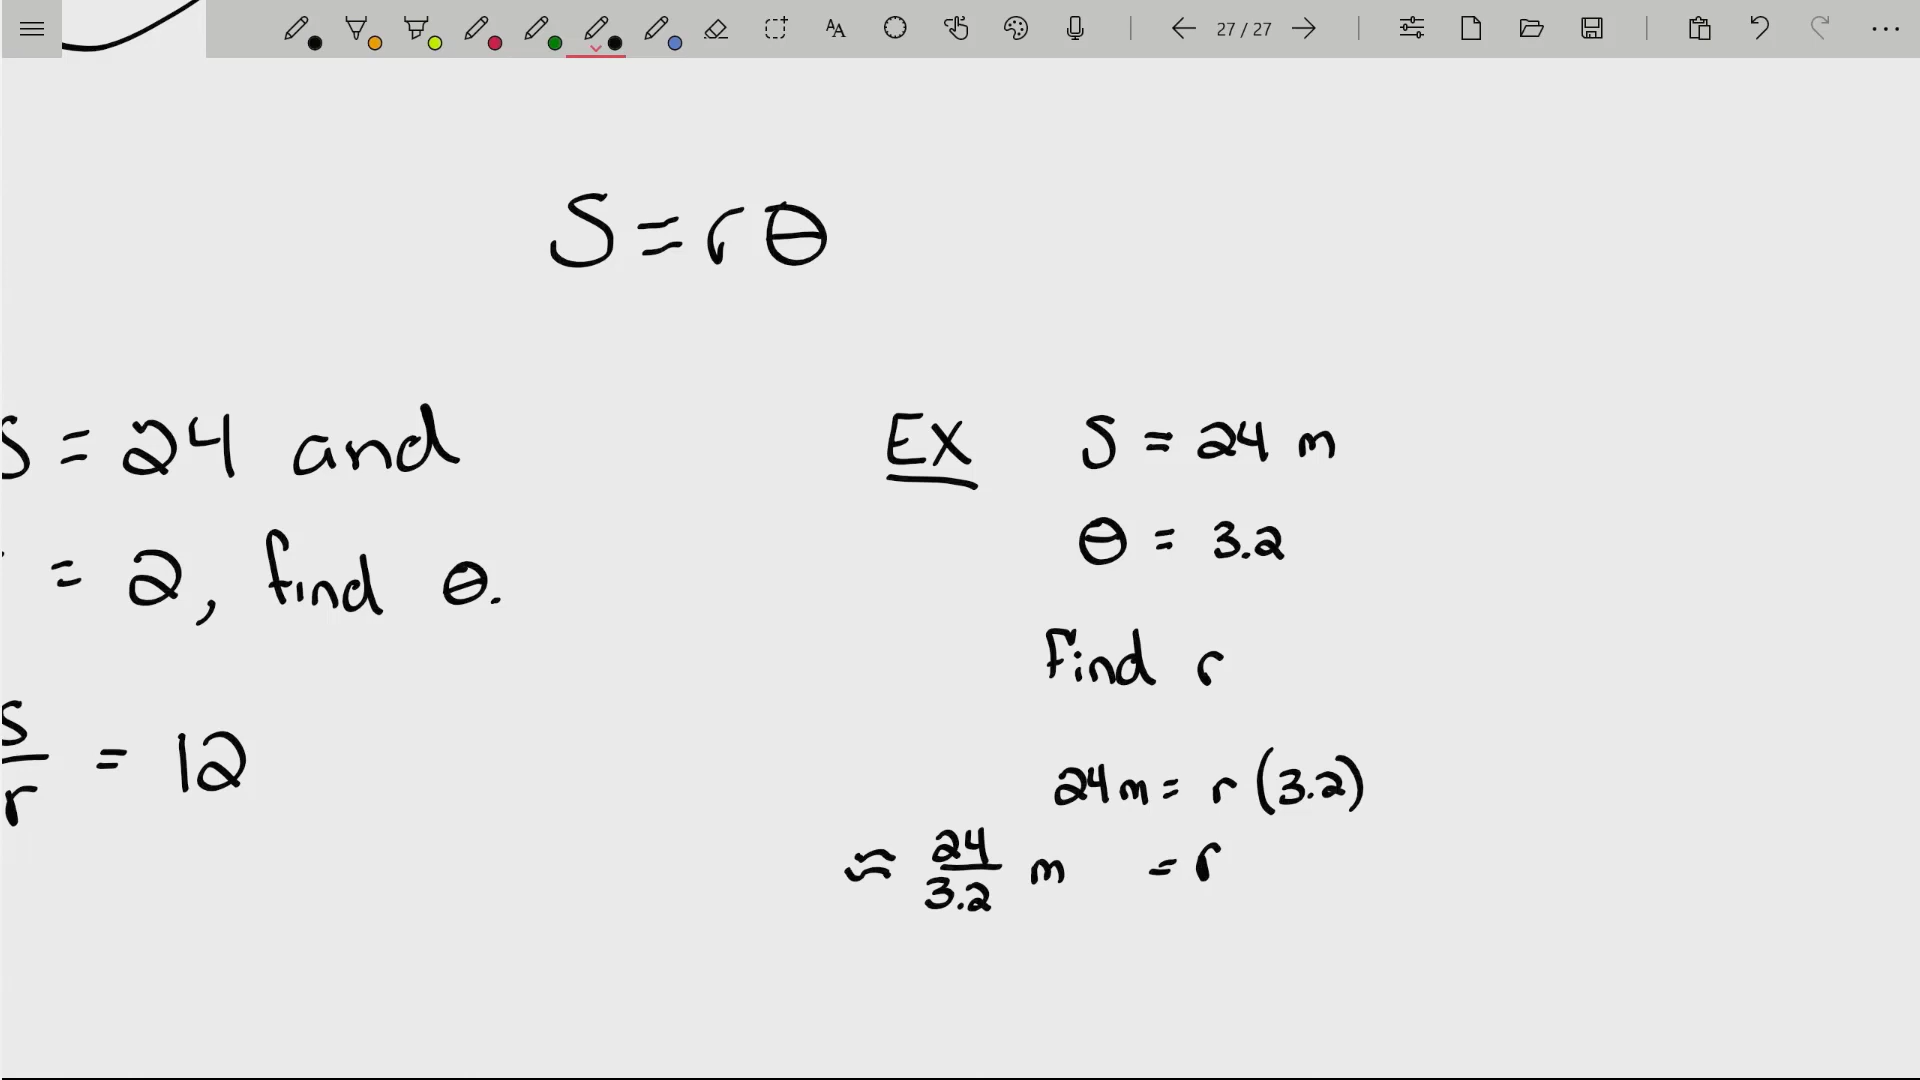 27 / 27
S = rθ
S = 24 and
= 2, find θ.
s/r = 12
EX S = 24 m
θ = 3.2
Find r
24m = r (3.2)
≈ 24/3.2 m = r